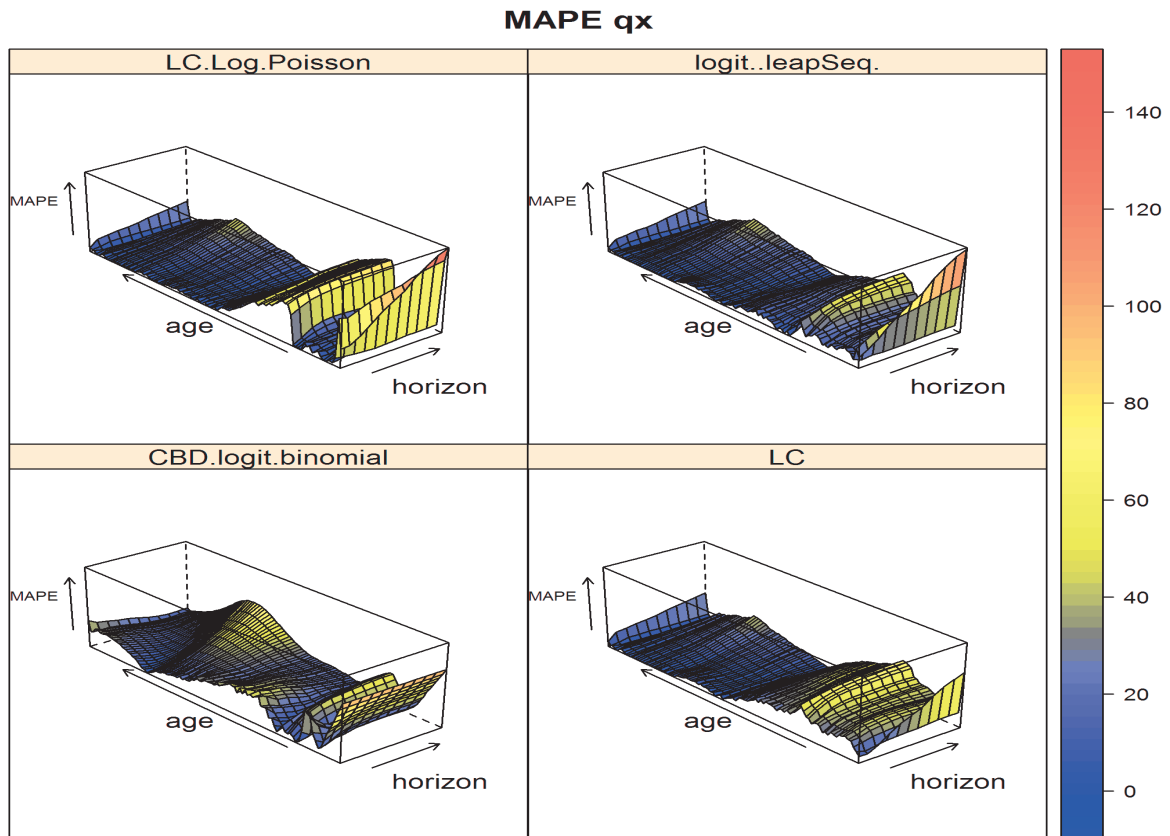 MAPE qx
LC.Log.Poisson
logit..leapSeq.
MAPE
age
horizon
MAPE
age
horizon
CBD.logit.binomial
LC
MAPE
age
horizon
MAPE
age
horizon
140
120
100
80
60
40
20
0